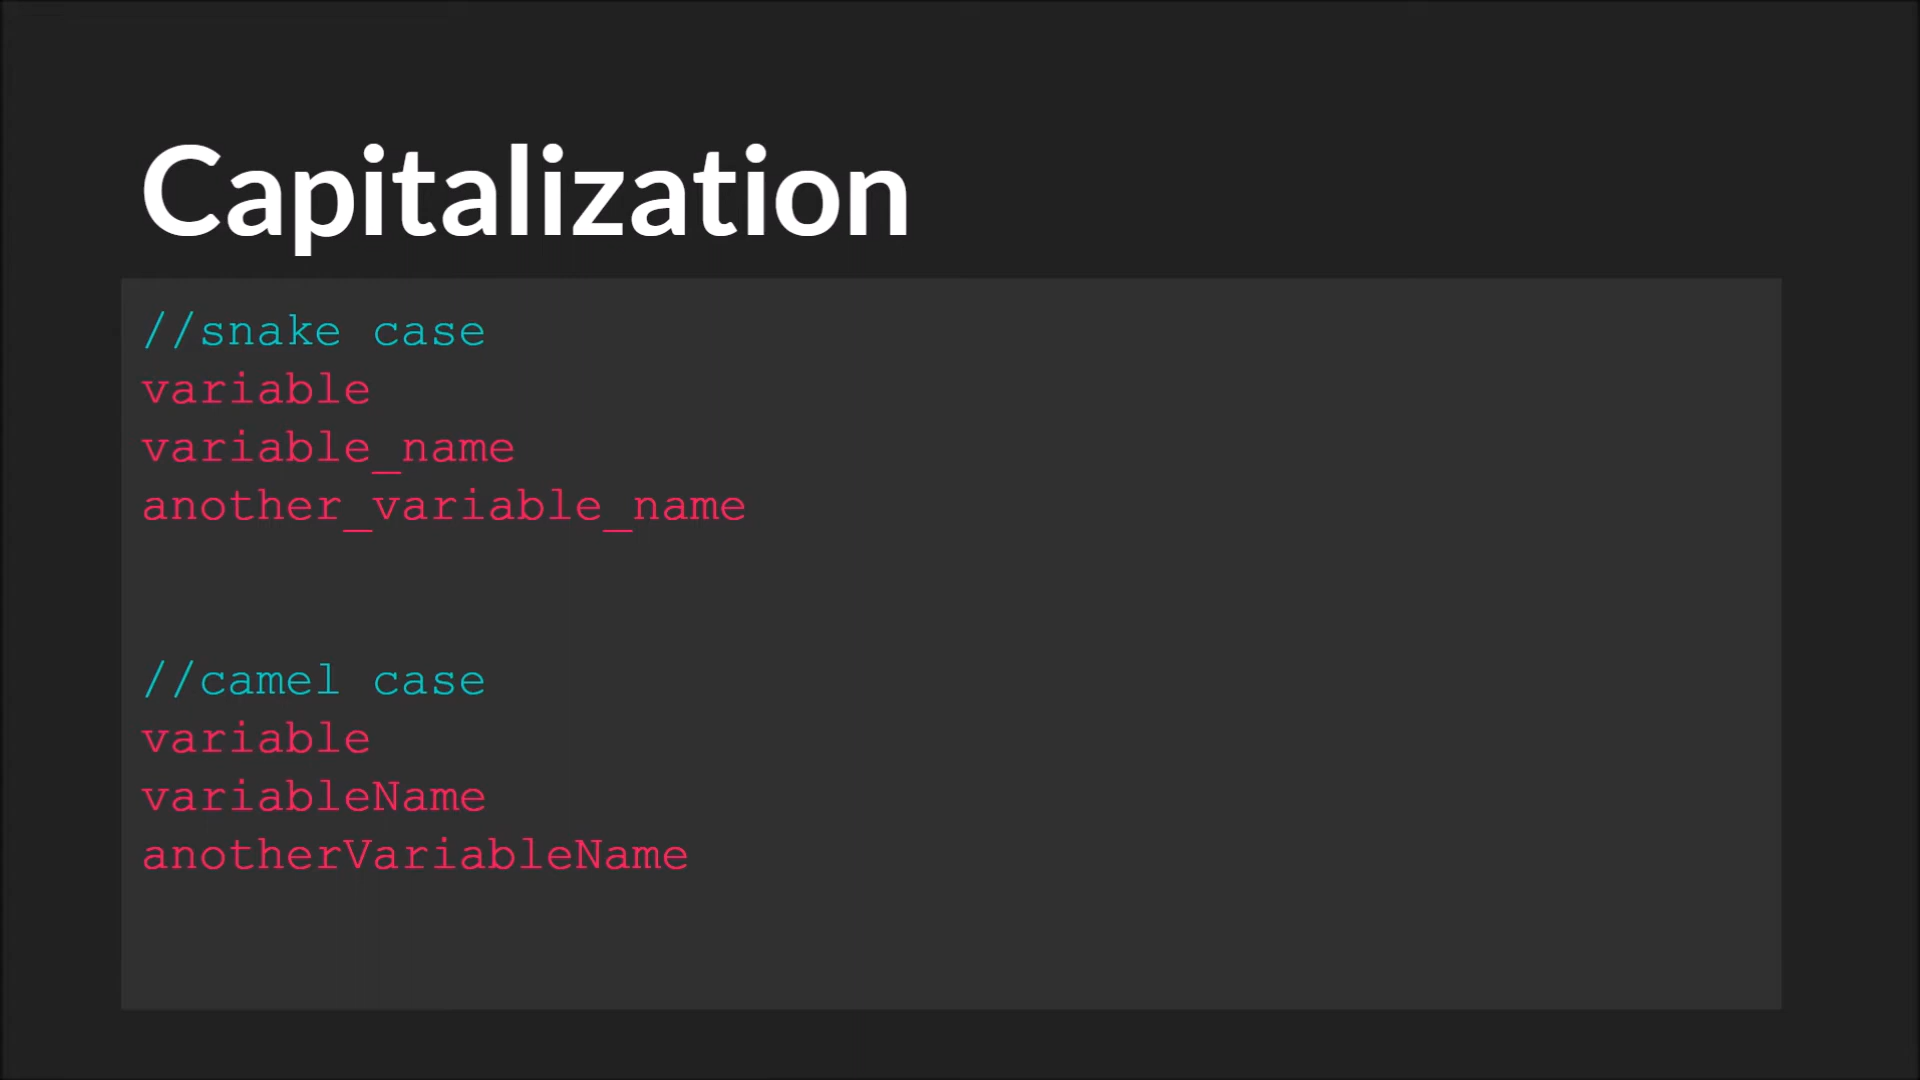 Capitalization
//snake case
variable
variable_name
another_variable_name
//camel case
variable
variableName
anotherVariableName